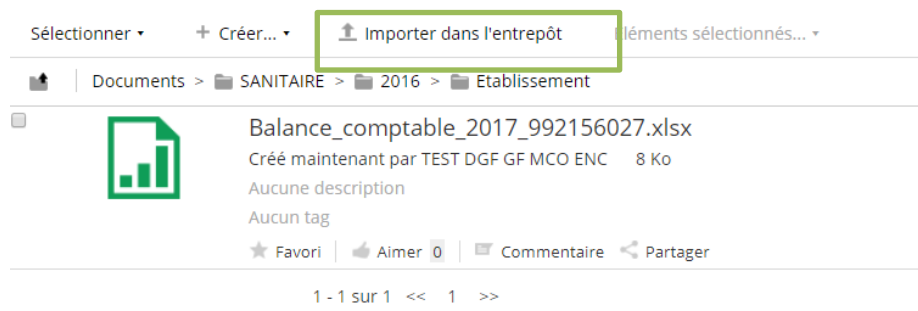 Sélectionner + Créer... Importer dans l'entrepôt Éléments sélectionnés...
Documents > SANITAIRE > 2016 > Etablissement
Balance_comptable_2017_992156027.xlsx
Créé maintenant par TEST DGF GF MCO ENC 8 Ko
Aucune description
Aucun tag
Favori Aimer 0 Commentaire Partager
1 - 1 sur 1 << 1 >>